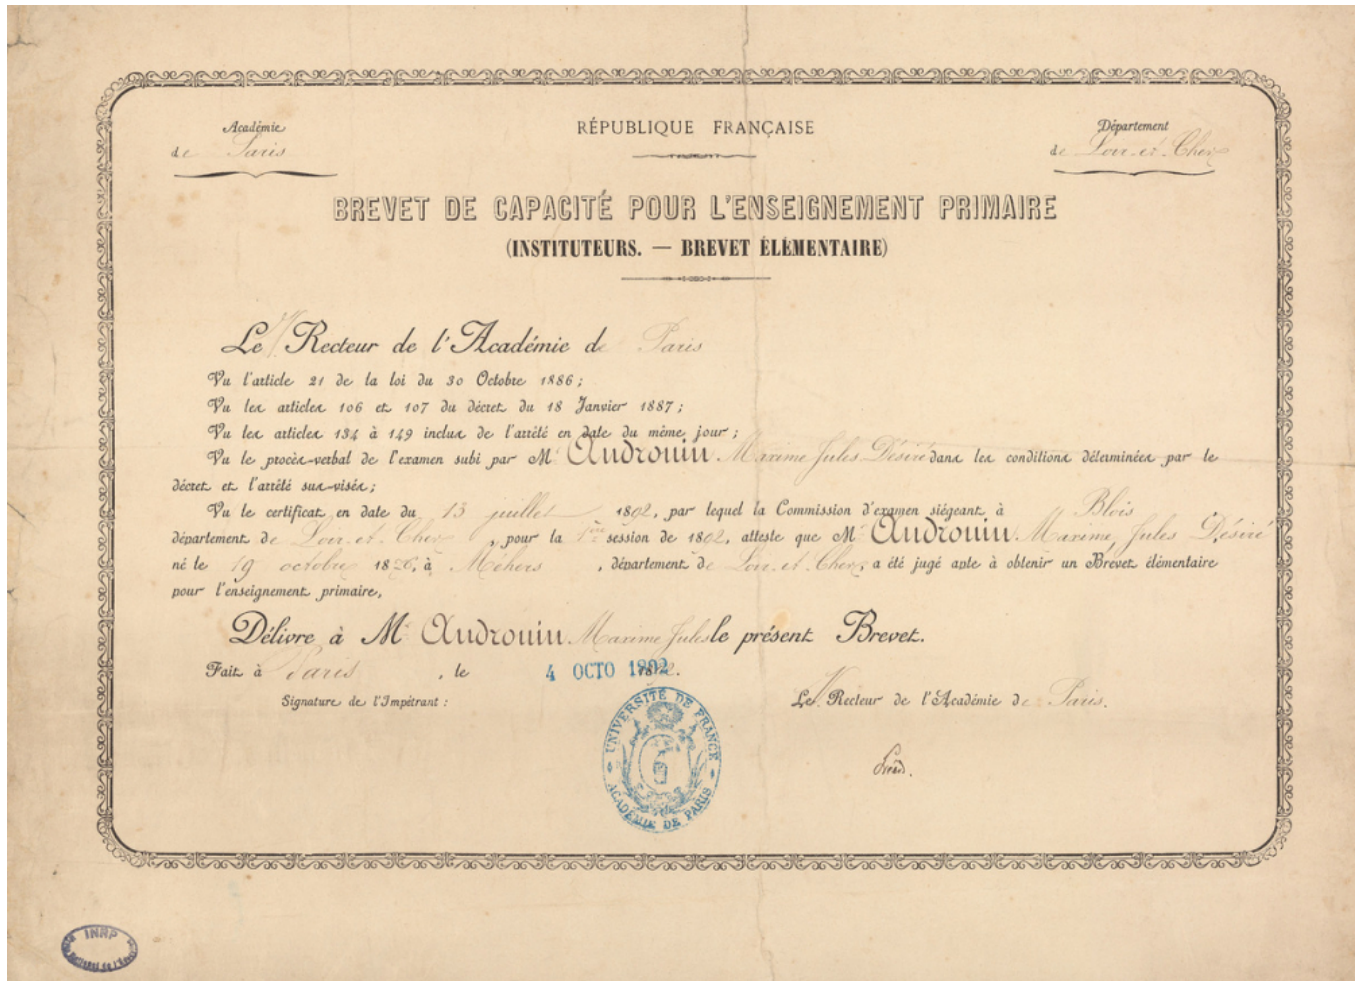 Académie
de Paris
RÉPUBLIQUE FRANÇAISE
Département
de Loir-et-Cher
BREVET DE CAPACITÉ POUR L'ENSEIGNEMENT PRIMAIRE
(INSTITUTEURS. — BREVET ÉLÉMENTAIRE)
Le Recteur de l'Académie de Paris
Vu l'article 21 de la loi du 30 Octobre 1886;
Vu les articles 106 et 107 du décret du 18 Janvier 1887;
Vu les articles 134 à 149 inclus de l'arrêté en date du même jour;
Vu le procès-verbal de l'examen subi par M. Audrouin Maxime Jules Désiré dans les conditions déterminées par le
décret et l'arrêté sus-visés;
Vu le certificat en date du 13 juillet 1892, par lequel la Commission d'examen siégeant à Blois
département de Loir-et-Cher, pour la 1ère session de 1892, atteste que M. Audrouin Maxime Jules Désiré
né le 19 octobre à Méhers, département de Loir-et-Cher, a été jugé apte à obtenir un Brevet élémentaire
pour l'enseignement primaire,
Délivre à M. Audrouin Maxime Jules le présent Brevet.
Fait à Paris, le 4 OCTO 1892
Signature de l'Impétrant:
Le Recteur de l'Académie de Paris.
UNIVERSITÉ DE FRANCE
ACADÉMIE DE PARIS
Gréard.
INRP